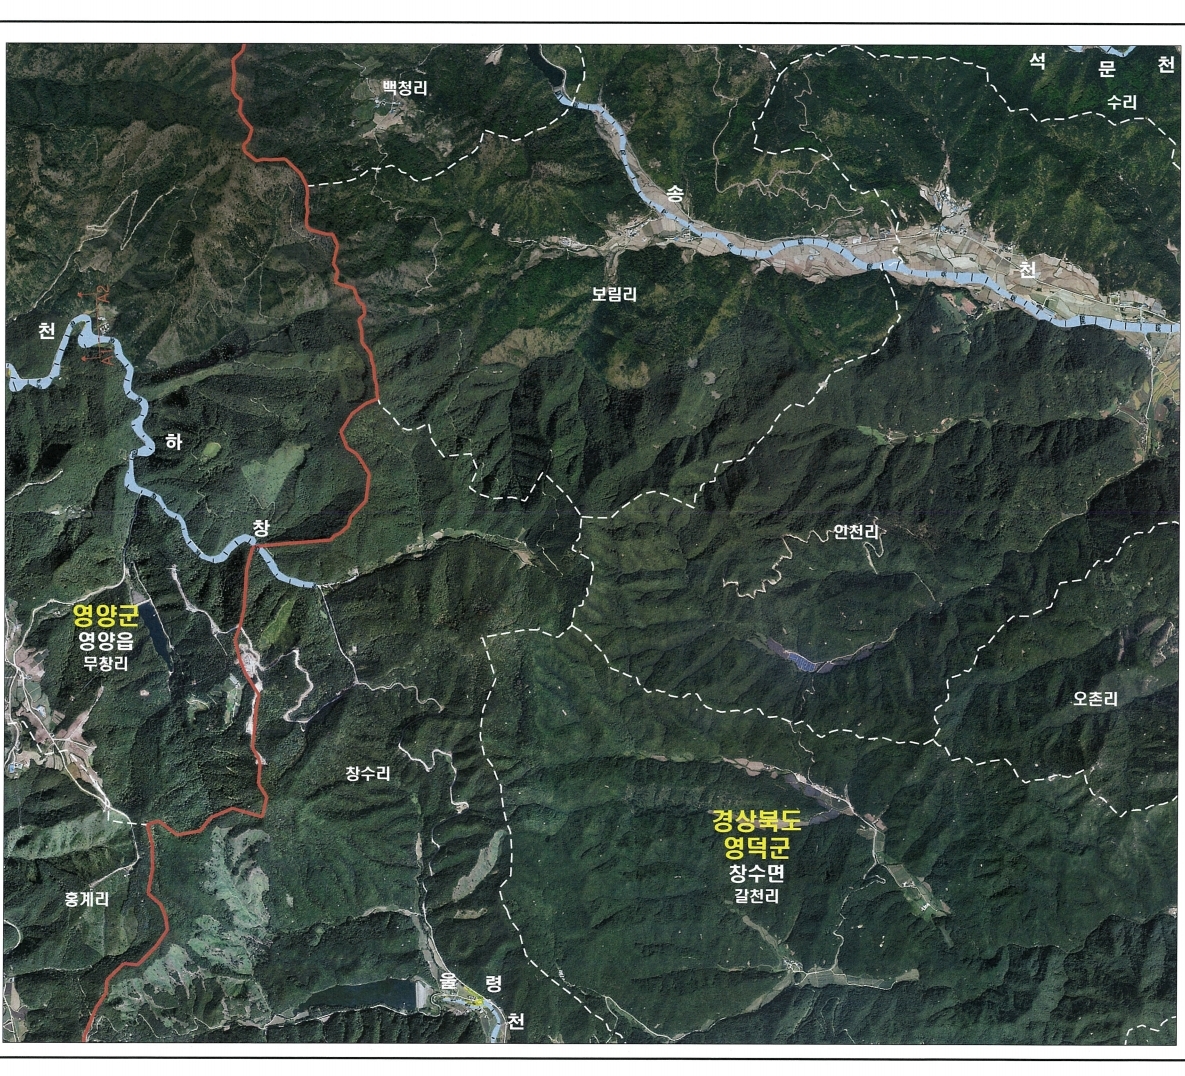 석 문 천
백청리
수리
송
천
보림리
A2
천
하
창
안천리
영양군
영양읍
무창리
오촌리
창수리
경상북도
영덕군
창수면
갈천리
홍계리
울 령
천